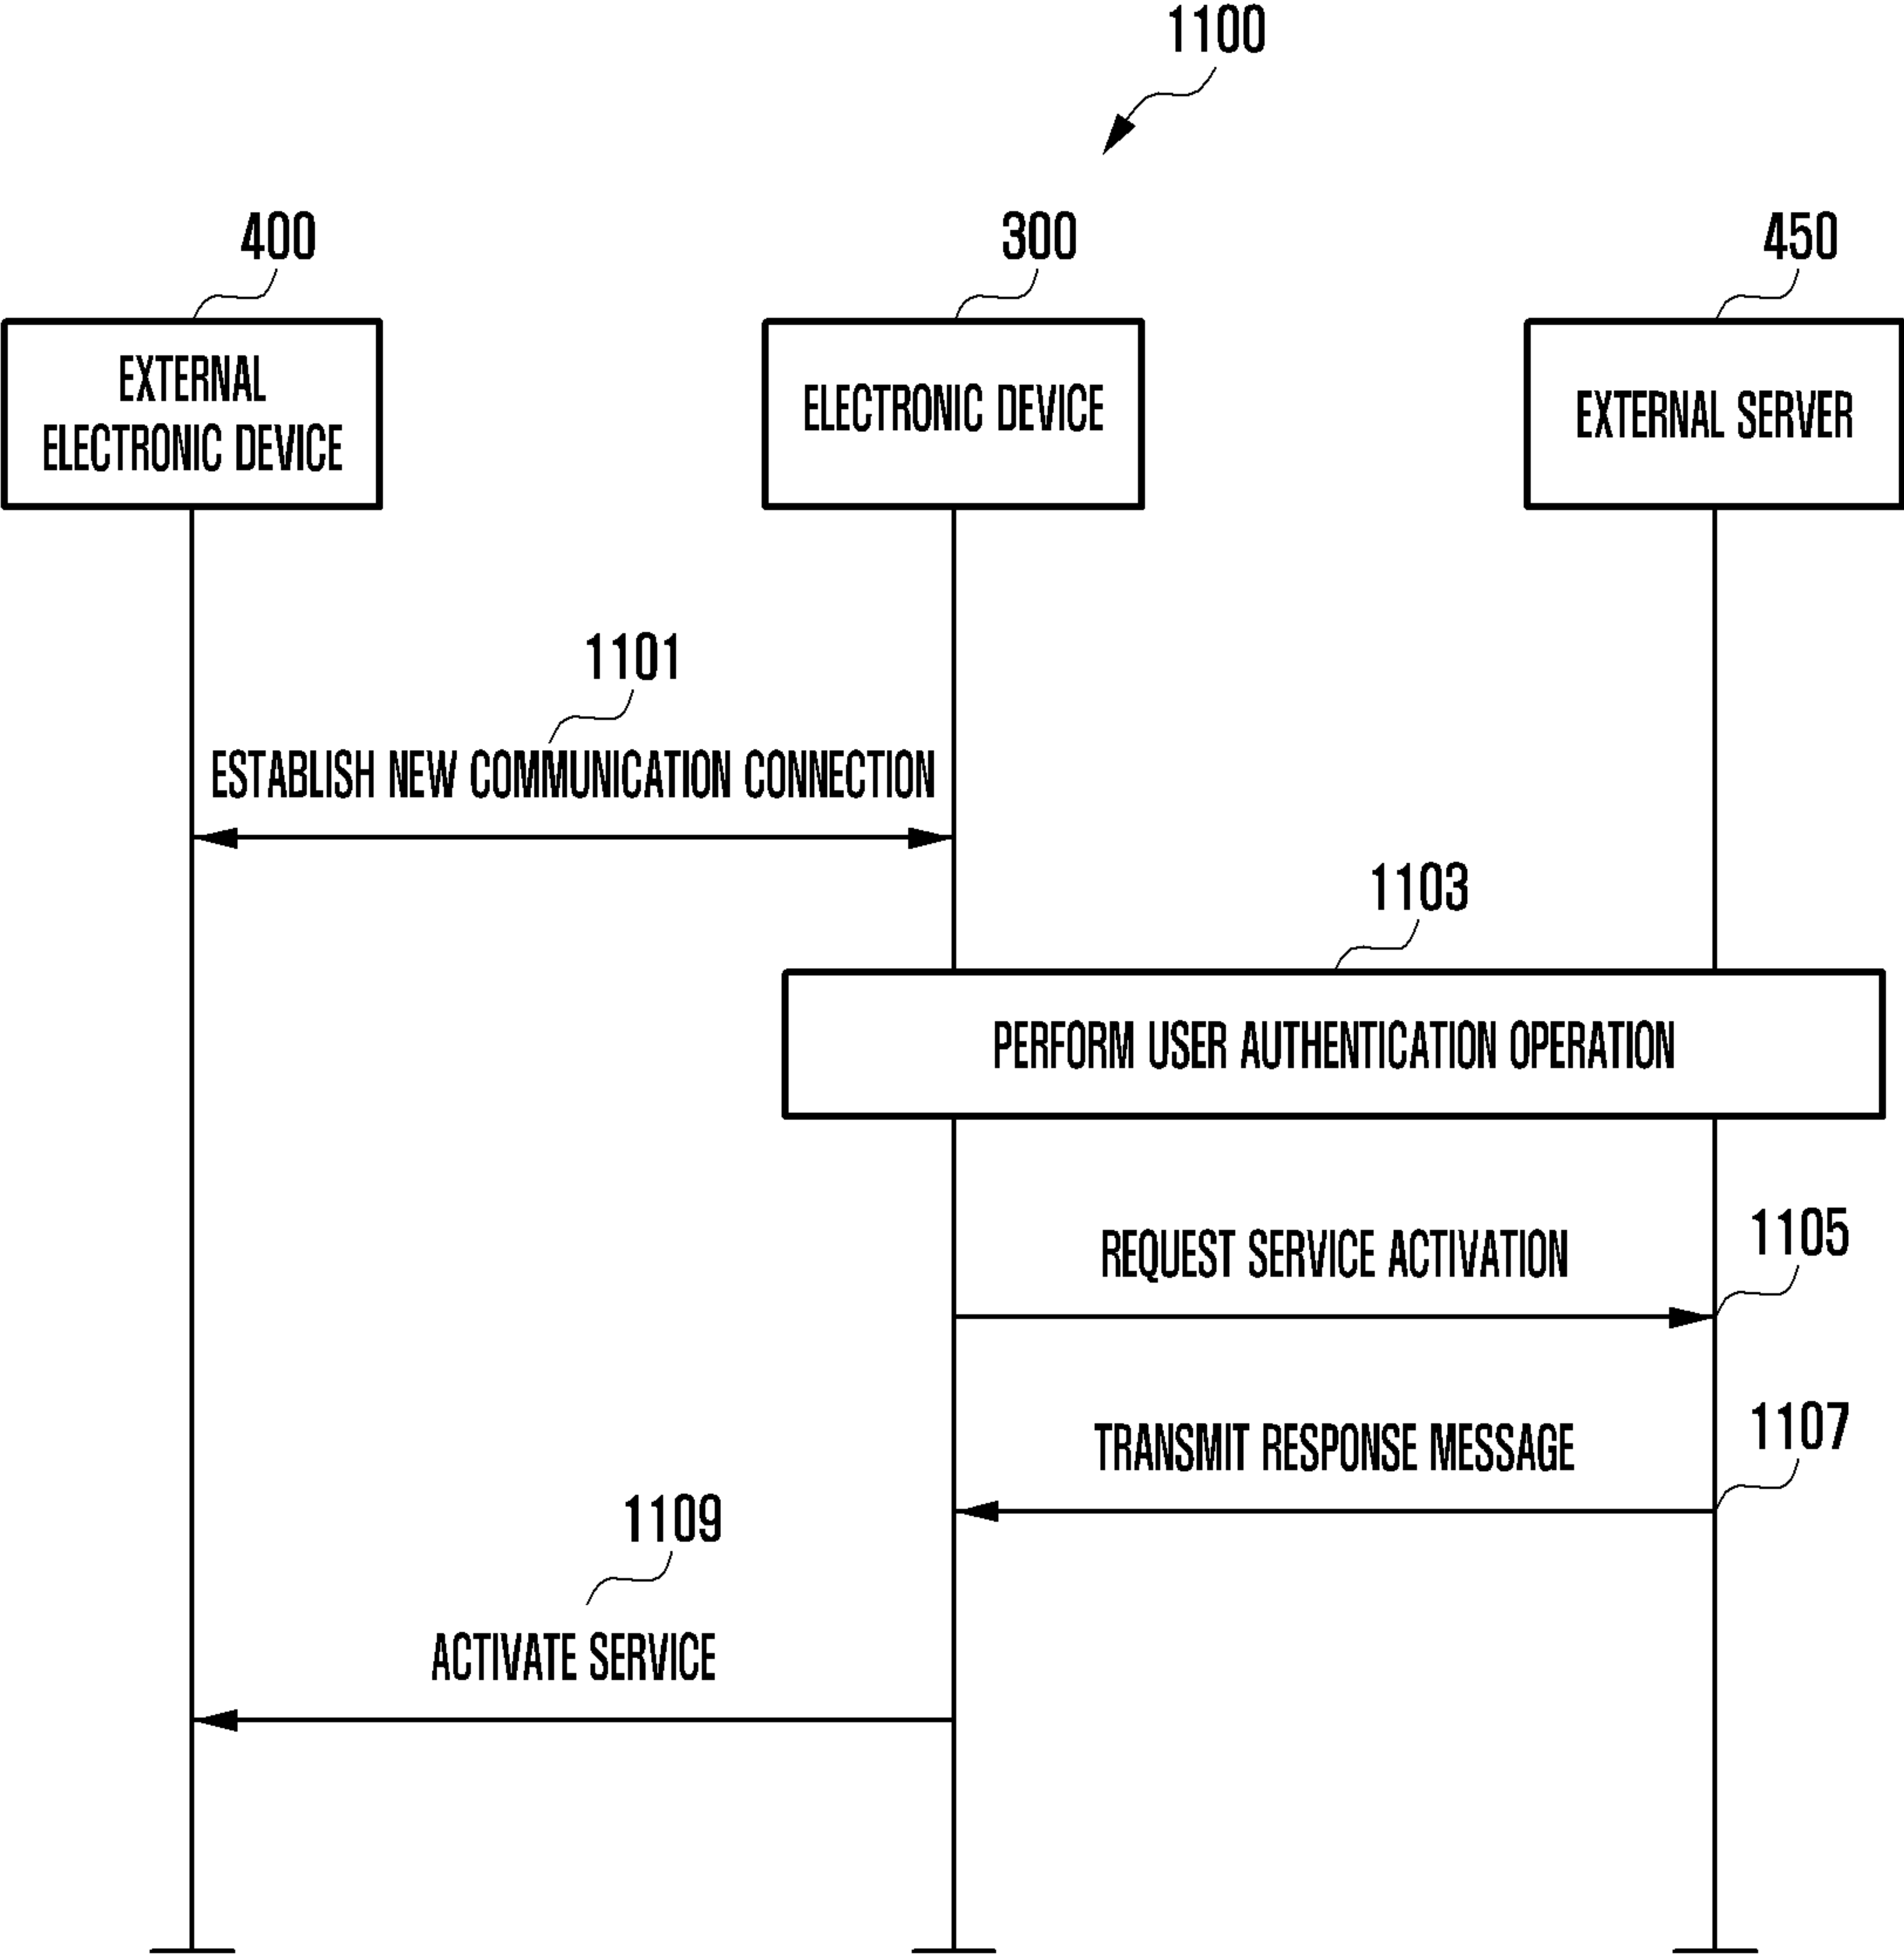 1100
400
300
450
EXTERNAL
ELECTRONIC DEVICE
ELECTRONIC DEVICE
EXTERNAL SERVER
1101
ESTABLISH NEW COMMUNICATION CONNECTION
1103
PERFORM USER AUTHENTICATION OPERATION
1105
REQUEST SERVICE ACTIVATION
1107
TRANSMIT RESPONSE MESSAGE
1109
ACTIVATE SERVICE